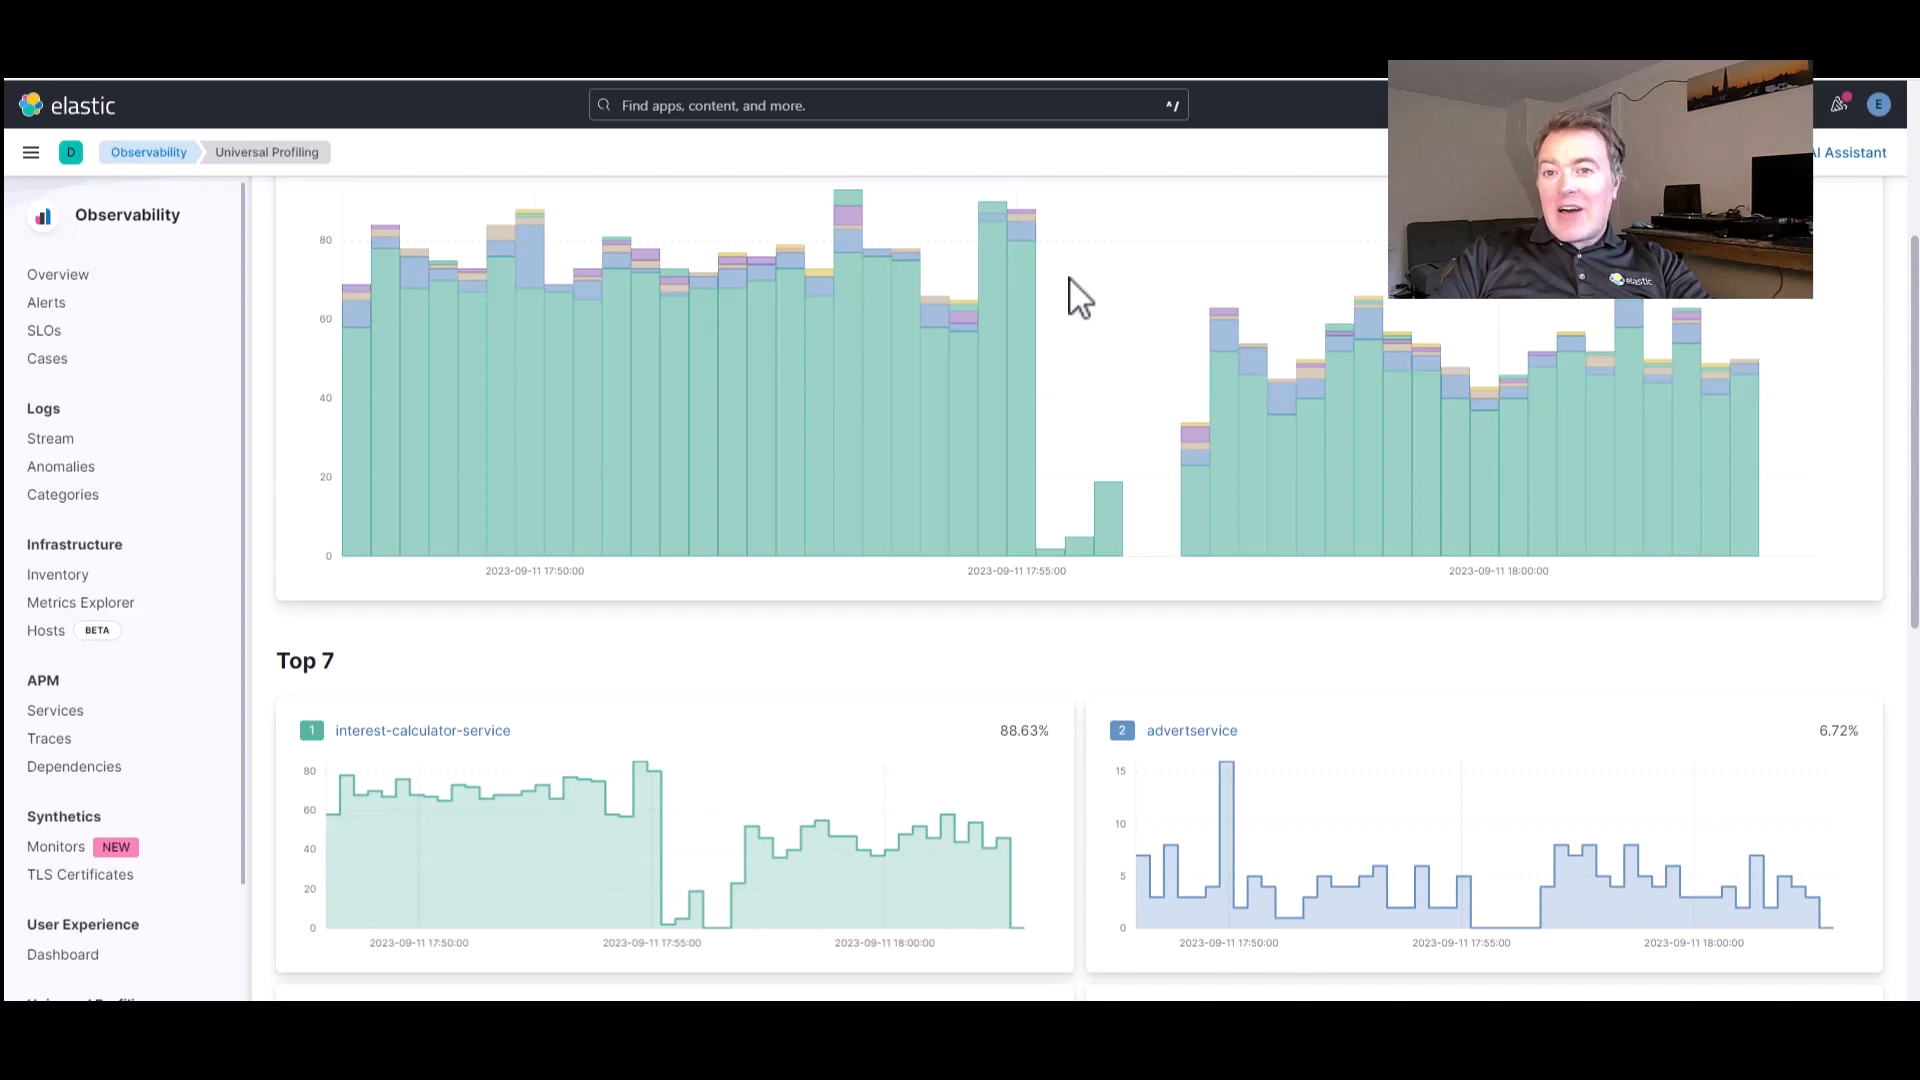 elastic
Find apps, content, and more.
^/
E
D
Observability
Universal Profiling
AI Assistant
elastic
Observability
Overview
Alerts
SLOs
Cases
Logs
Stream
Anomalies
Categories
Infrastructure
Inventory
Metrics Explorer
Hosts BETA
APM
Services
Traces
Dependencies
Synthetics
Monitors NEW
TLS Certificates
User Experience
Dashboard
80
60
40
20
0
2023-09-11 17:50:00
2023-09-11 17:55:00
2023-09-11 18:00:00
Top 7
1 interest-calculator-service 88.63%
80
60
40
20
0
2023-09-11 17:50:00
2023-09-11 17:55:00
2023-09-11 18:00:00
2 advertservice 6.72%
15
10
5
0
2023-09-11 17:50:00
2023-09-11 17:55:00
2023-09-11 18:00:00